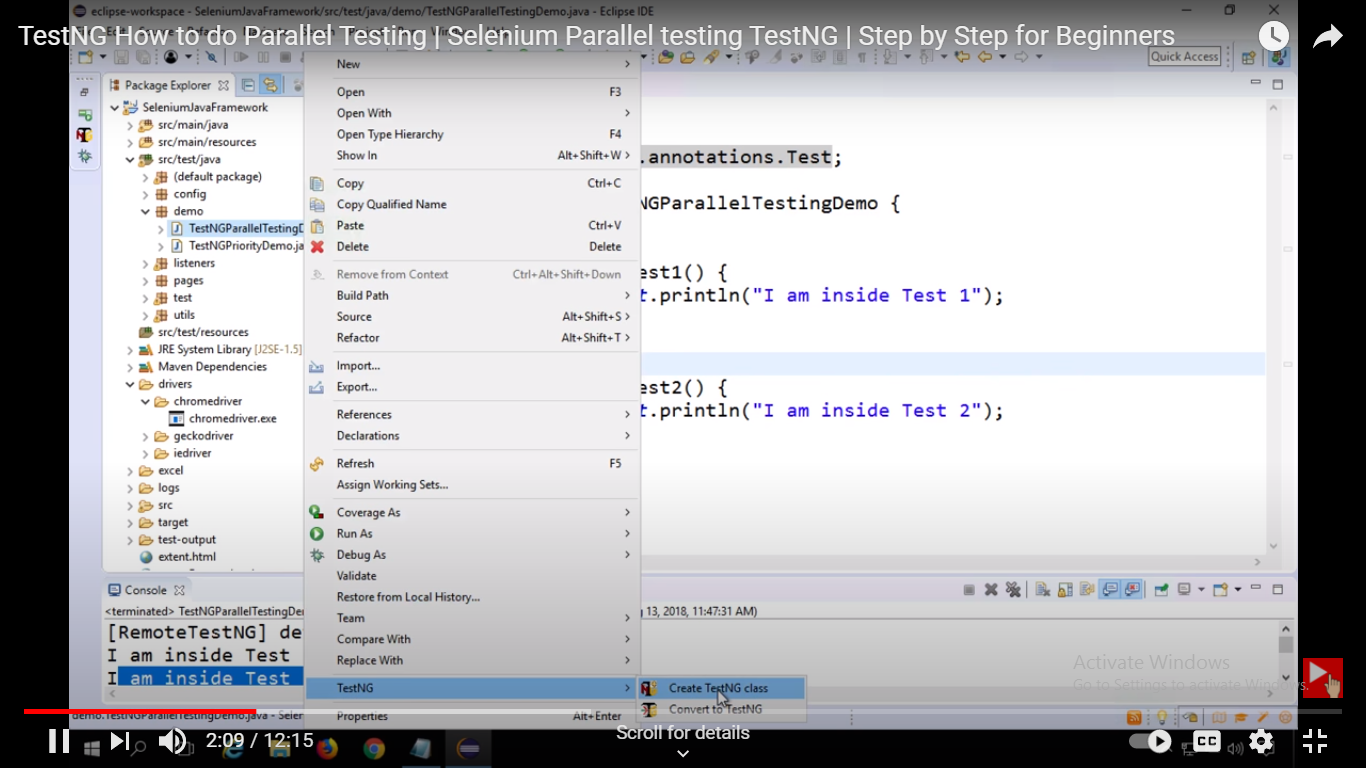 eclipse-workspace - SeleniumJavaFramework/src/test/java/demo/TestNGParallelTestingDemo.java - Eclipse IDE
TestNG How to do Parallel Testing | Selenium Parallel testing TestNG | Step by Step for Beginners
Quick Access
Package Explorer
SeleniumJavaFramework
src/main/java
src/main/resources
src/test/java
(default package)
config
demo
TestNGParallelTestingD
TestNGPriorityDemo.ja
listeners
pages
test
utils
src/test/resources
JRE System Library [J2SE-1.5]
Maven Dependencies
drivers
chromedriver
chromedriver.exe
geckodriver
iedriver
excel
logs
src
target
test-output
extent.html
New
Open F3
Open With
Open Type Hierarchy F4
Show In Alt+Shift+W
Copy Ctrl+C
Copy Qualified Name
Paste Ctrl+V
Delete Delete
Remove from Context Ctrl+Alt+Shift+Down
Build Path
Source Alt+Shift+S
Refactor Alt+Shift+T
Import...
Export...
References
Declarations
Refresh F5
Assign Working Sets...
Coverage As
Run As
Debug As
Validate
Restore from Local History...
Team
Compare With
Replace With
TestNG
Properties Alt+Enter
Create TestNG class
Convert to TestNG
.annotations.Test;
NGParallelTestingDemo {
est1() {
t.println("I am inside Test 1");
est2() {
t.println("I am inside Test 2");
Console
<terminated> TestNGParallelTestingDe
13, 2018, 11:47:31 AM)
[RemoteTestNG] de
I am inside Test
I am inside Test
Activate Windows
Go to Settings to activate Windows.
demo.TestNGParallelTestingDemo.java - Selen
2:09 / 12:15
Scroll for details
CC